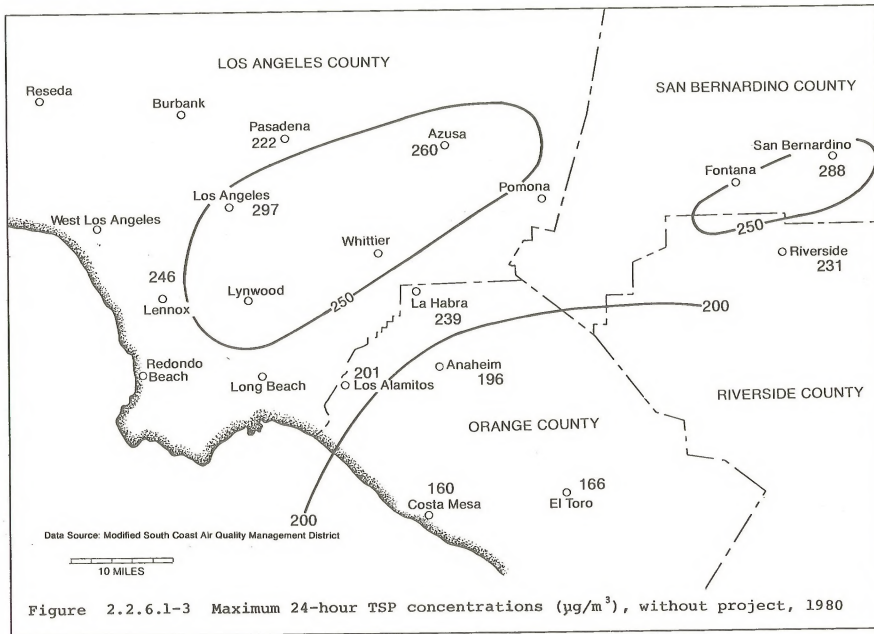 LOS ANGELES COUNTY
SAN BERNARDINO COUNTY
Reseda
Burbank
Pasadena
222
Azusa
260
San Bernardino
288
Fontana
Pomona
Los Angeles
297
West Los Angeles
250
Whittier
Riverside
231
246
Lennox
Lynwood
250
La Habra
239
200
Redondo
Beach
Long Beach
201
Los Alamitos
Anaheim
196
RIVERSIDE COUNTY
ORANGE COUNTY
160
Costa Mesa
166
El Toro
200
Data Source: Modified South Coast Air Quality Management District
10 MILES
Figure 2.2.6.1-3 Maximum 24-hour TSP concentrations (µg/m³), without project, 1980